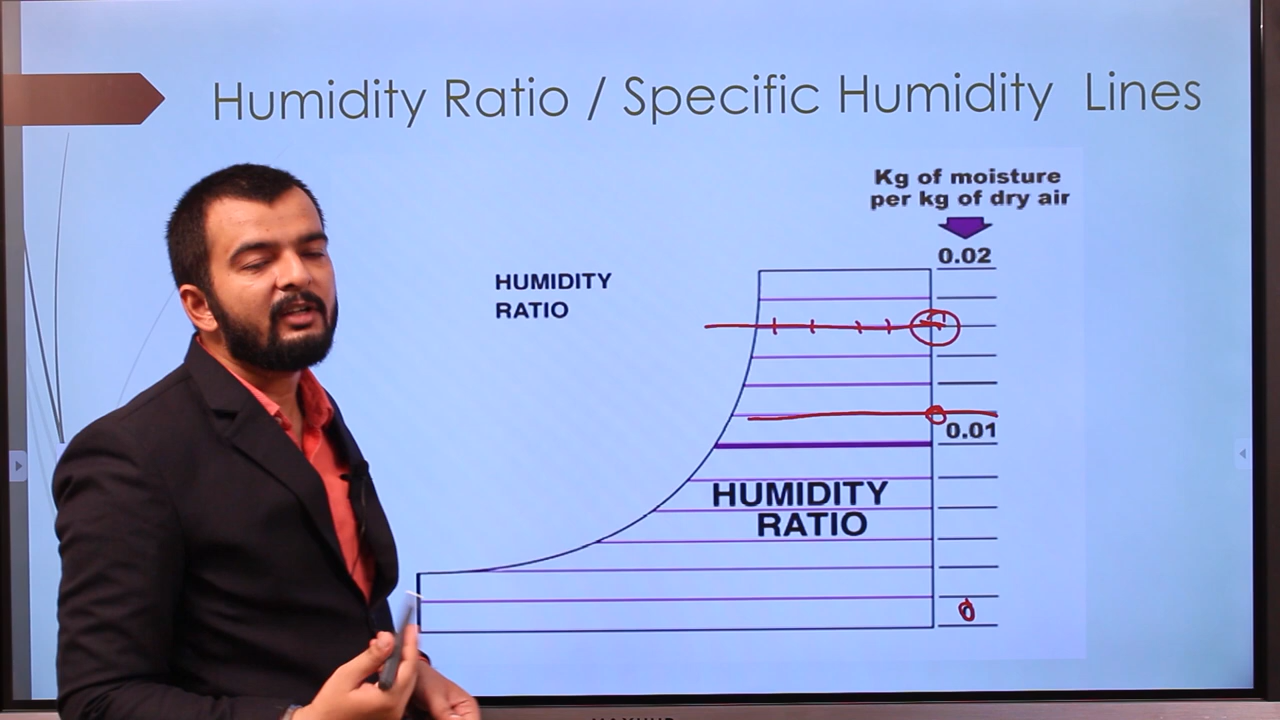 Humidity Ratio / Specific Humidity Lines
Kg of moisture
per kg of dry air
0.02
HUMIDITY
RATIO
0.01
HUMIDITY
RATIO
0